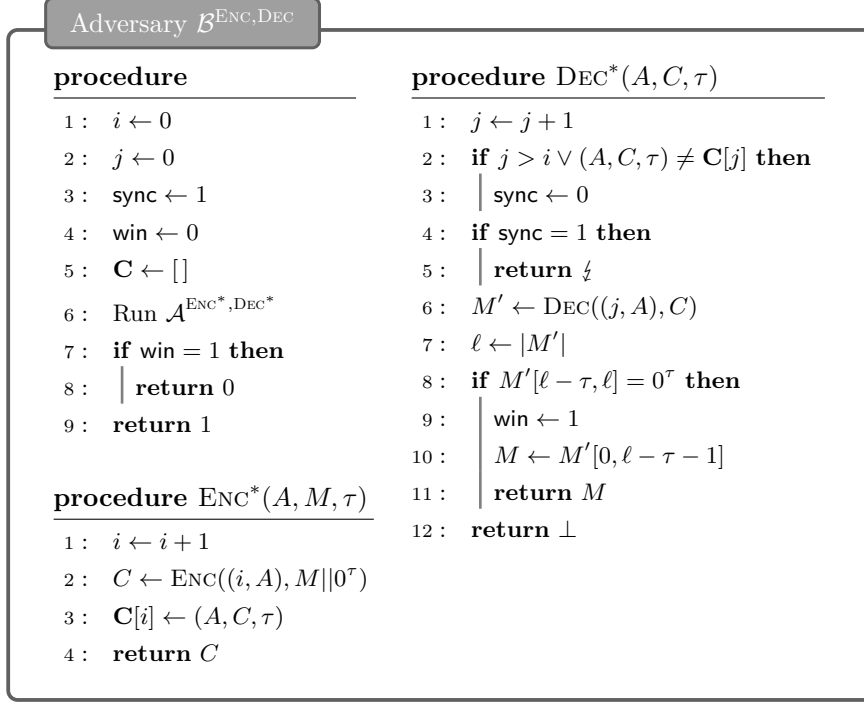 Adversary 𝓑^{Enc,Dec}
procedure
1 : i ← 0
2 : j ← 0
3 : sync ← 1
4 : win ← 0
5 : C ← [ ]
6 : Run 𝒜^{Enc*,Dec*}
7 : if win = 1 then
8 : return 0
9 : return 1
procedure Enc*(A, M, τ)
1 : i ← i + 1
2 : C ← Enc((i, A), M||0^τ)
3 : C[i] ← (A, C, τ)
4 : return C
procedure Dec*(A, C, τ)
1 : j ← j + 1
2 : if j > i ∨ (A, C, τ) ≠ C[j] then
3 : sync ← 0
4 : if sync = 1 then
5 : return ↯
6 : M′ ← Dec((j, A), C)
7 : ℓ ← |M′|
8 : if M′[ℓ − τ, ℓ] = 0^τ then
9 : win ← 1
10 : M ← M′[0, ℓ − τ − 1]
11 : return M
12 : return ⊥